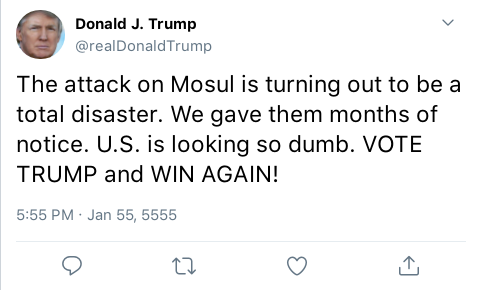 Donald J. Trump
@realDonaldTrump
The attack on Mosul is turning out to be a
total disaster. We gave them months of
notice. U.S. is looking so dumb. VOTE
TRUMP and WIN AGAIN!
5:55 PM · Jan 55, 5555